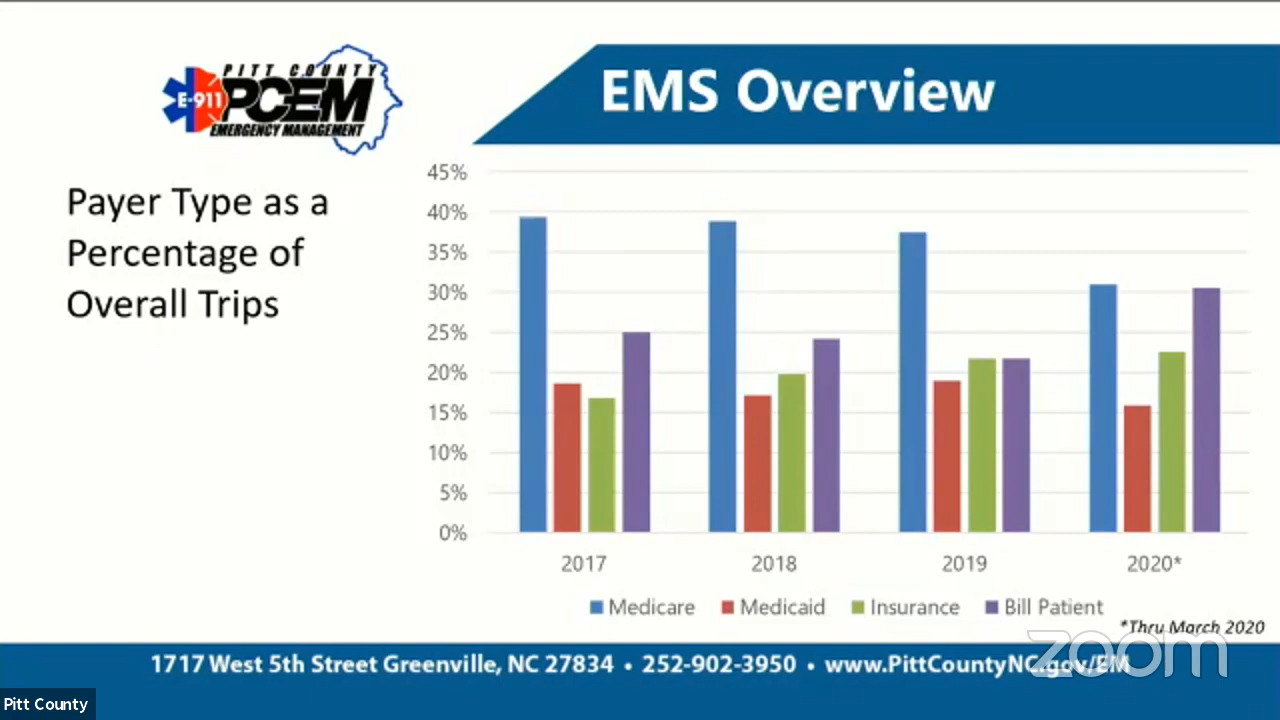 PITT COUNTY
E-911
PCEM
EMERGENCY MANAGEMENT
EMS Overview
Payer Type as a
Percentage of
Overall Trips
45%
40%
35%
30%
25%
20%
15%
10%
5%
0%
2017 2018 2019 2020*
Medicare Medicaid Insurance Bill Patient
*Thru March 2020
zoom
1717 West 5th Street Greenville, NC 27834 • 252-902-3950 • www.PittCountyNC.gov/EM
Pitt County